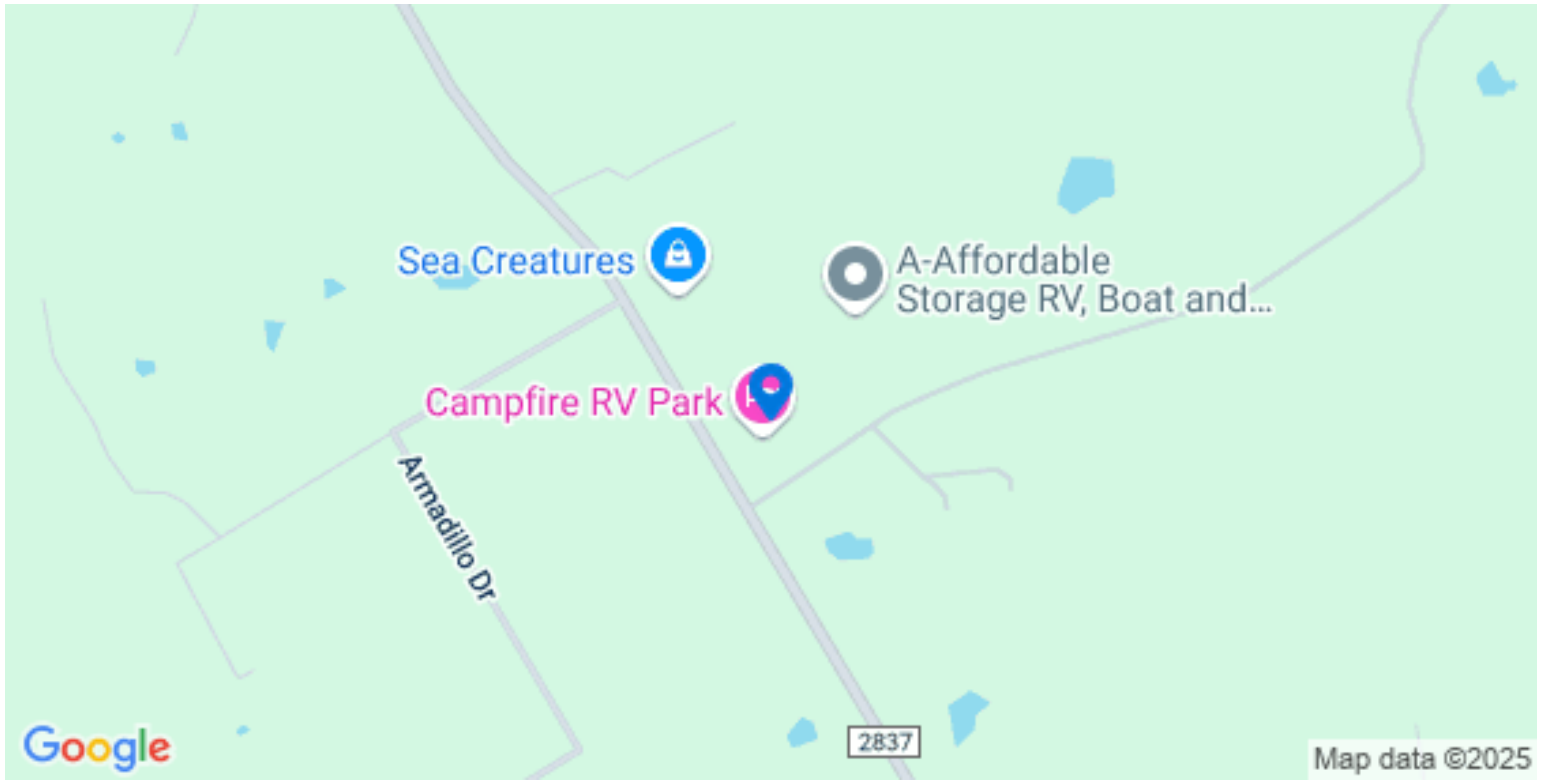 Sea Creatures
A-Affordable
Storage RV, Boat and...
Campfire RV Park
Armadillo Dr
2837
Google
Map data ©2025